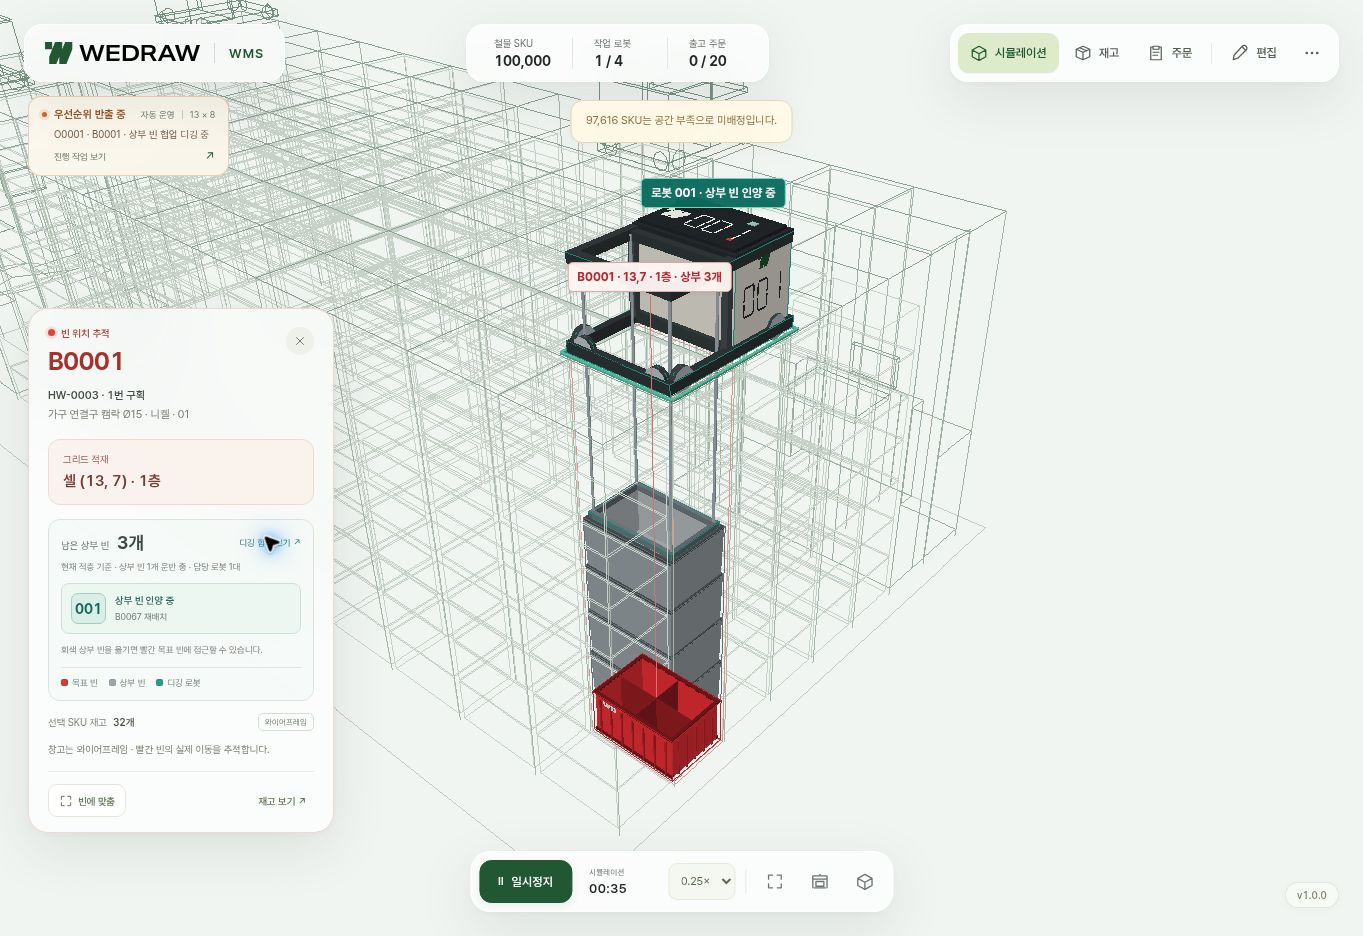 WEDRAW WMS
철물 SKU
100,000
작업 로봇
1 / 4
출고 주문
0 / 20
시뮬레이션
재고
주문
편집
우선순위 반출 중
자동 운영 | 13 × 8
O0001 · B0001 · 상부 빈 협업 디깅 중
진행 작업 보기
97,616 SKU는 공간 부족으로 미배정입니다.
로봇 001 · 상부 빈 인양 중
001
B0001 · 13,7 · 1층 · 상부 3개
001
빈 위치 추적
B0001
HW-0003 · 1번 구획
가구 연결구 캠락 Ø15 · 니켈 · 01
그리드 적재
셀 (13, 7) · 1층
남은 상부 빈 3개
디깅
현재 적층 기준 · 상부 빈 1개 운반 중 · 담당 로봇 1대
001
상부 빈 인양 중
B0067 재배치
회색 상부 빈을 옮기면 빨간 목표 빈에 접근할 수 있습니다.
목표 빈
상부 빈
디깅 로봇
선택 SKU 재고 32개
와이어프레임
창고는 와이어프레임 · 빨간 빈의 실제 이동을 추적합니다.
빈에 맞춤
재고 보기
일시정지
시뮬레이션
00:35
0.25×
v1.0.0